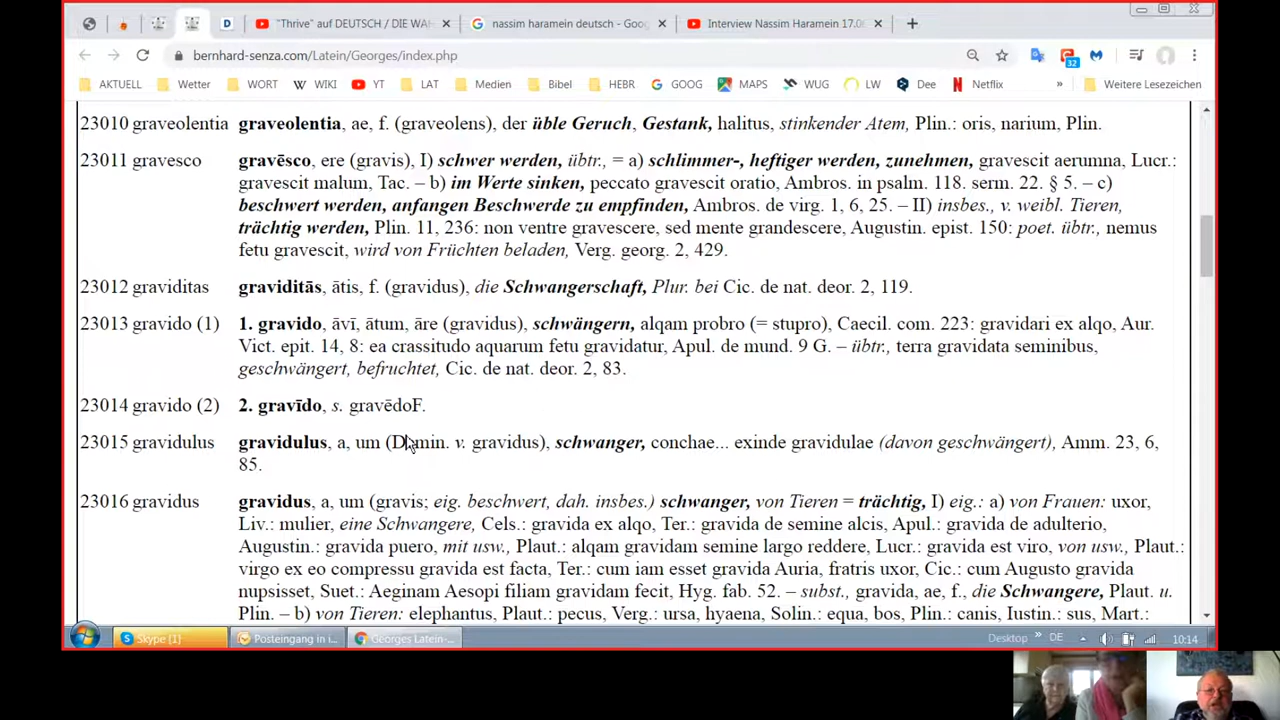 "Thrive" auf DEUTSCH / DIE WAH
nassim haramein deutsch - Goo
Interview Nassim Haramein 17.0
bernhard-senza.com/Latein/Georges/index.php
32
AKTUELL Wetter WORT WIKI YT LAT Medien Bibel HEBR GOOG MAPS WUG LW Dee Netflix » Weitere Lesezeichen
23010 graveolentia graveolentia, ae, f. (graveolens), der üble Geruch, Gestank, halitus, stinkender Atem, Plin.: oris, narium, Plin.
23011 gravesco gravēsco, ere (gravis), I) schwer werden, übtr., = a) schlimmer-, heftiger werden, zunehmen, gravescit aerumna, Lucr.:
gravescit malum, Tac. – b) im Werte sinken, peccato gravescit oratio, Ambros. in psalm. 118. serm. 22. § 5. – c)
beschwert werden, anfangen Beschwerde zu empfinden, Ambros. de virg. 1, 6, 25. – II) insbes., v. weibl. Tieren,
trächtig werden, Plin. 11, 236: non ventre gravescere, sed mente grandescere, Augustin. epist. 150: poet. übtr., nemus
fetu gravescit, wird von Früchten beladen, Verg. georg. 2, 429.
23012 graviditas graviditās, ātis, f. (gravidus), die Schwangerschaft, Plur. bei Cic. de nat. deor. 2, 119.
23013 gravido (1) 1. gravido, āvī, ātum, āre (gravidus), schwängern, alqam probro (= stupro), Caecil. com. 223: gravidari ex alqo, Aur.
Vict. epit. 14, 8: ea crassitudo aquarum fetu gravidatur, Apul. de mund. 9 G. – übtr., terra gravidata seminibus,
geschwängert, befruchtet, Cic. de nat. deor. 2, 83.
23014 gravido (2) 2. gravīdo, s. gravēdoF.
23015 gravidulus gravidulus, a, um (Demin. v. gravidus), schwanger, conchae... exinde gravidulae (davon geschwängert), Amm. 23, 6,
85.
23016 gravidus gravidus, a, um (gravis; eig. beschwert, dah. insbes.) schwanger, von Tieren = trächtig, I) eig.: a) von Frauen: uxor,
Liv.: mulier, eine Schwangere, Cels.: gravida ex alqo, Ter.: gravida de semine alcis, Apul.: gravida de adulterio,
Augustin.: gravida puero, mit usw., Plaut.: alqam gravidam semine largo reddere, Lucr.: gravida est viro, von usw., Plaut.:
virgo ex eo compressu gravida est facta, Ter.: cum iam esset gravida Auria, fratris uxor, Cic.: cum Augusto gravida
nupsisset, Suet.: Aeginam Aesopi filiam gravidam fecit, Hyg. fab. 52. – subst., gravida, ae, f., die Schwangere, Plaut. u.
Plin. – b) von Tieren: elephantus, Plaut.: pecus, Verg.: ursa, hyaena, Solin.: equa, bos, Plin.: canis, Iustin.: sus, Mart.:
Skype (1) Posteingang in i Georges Latein-... Desktop » DE 10:14